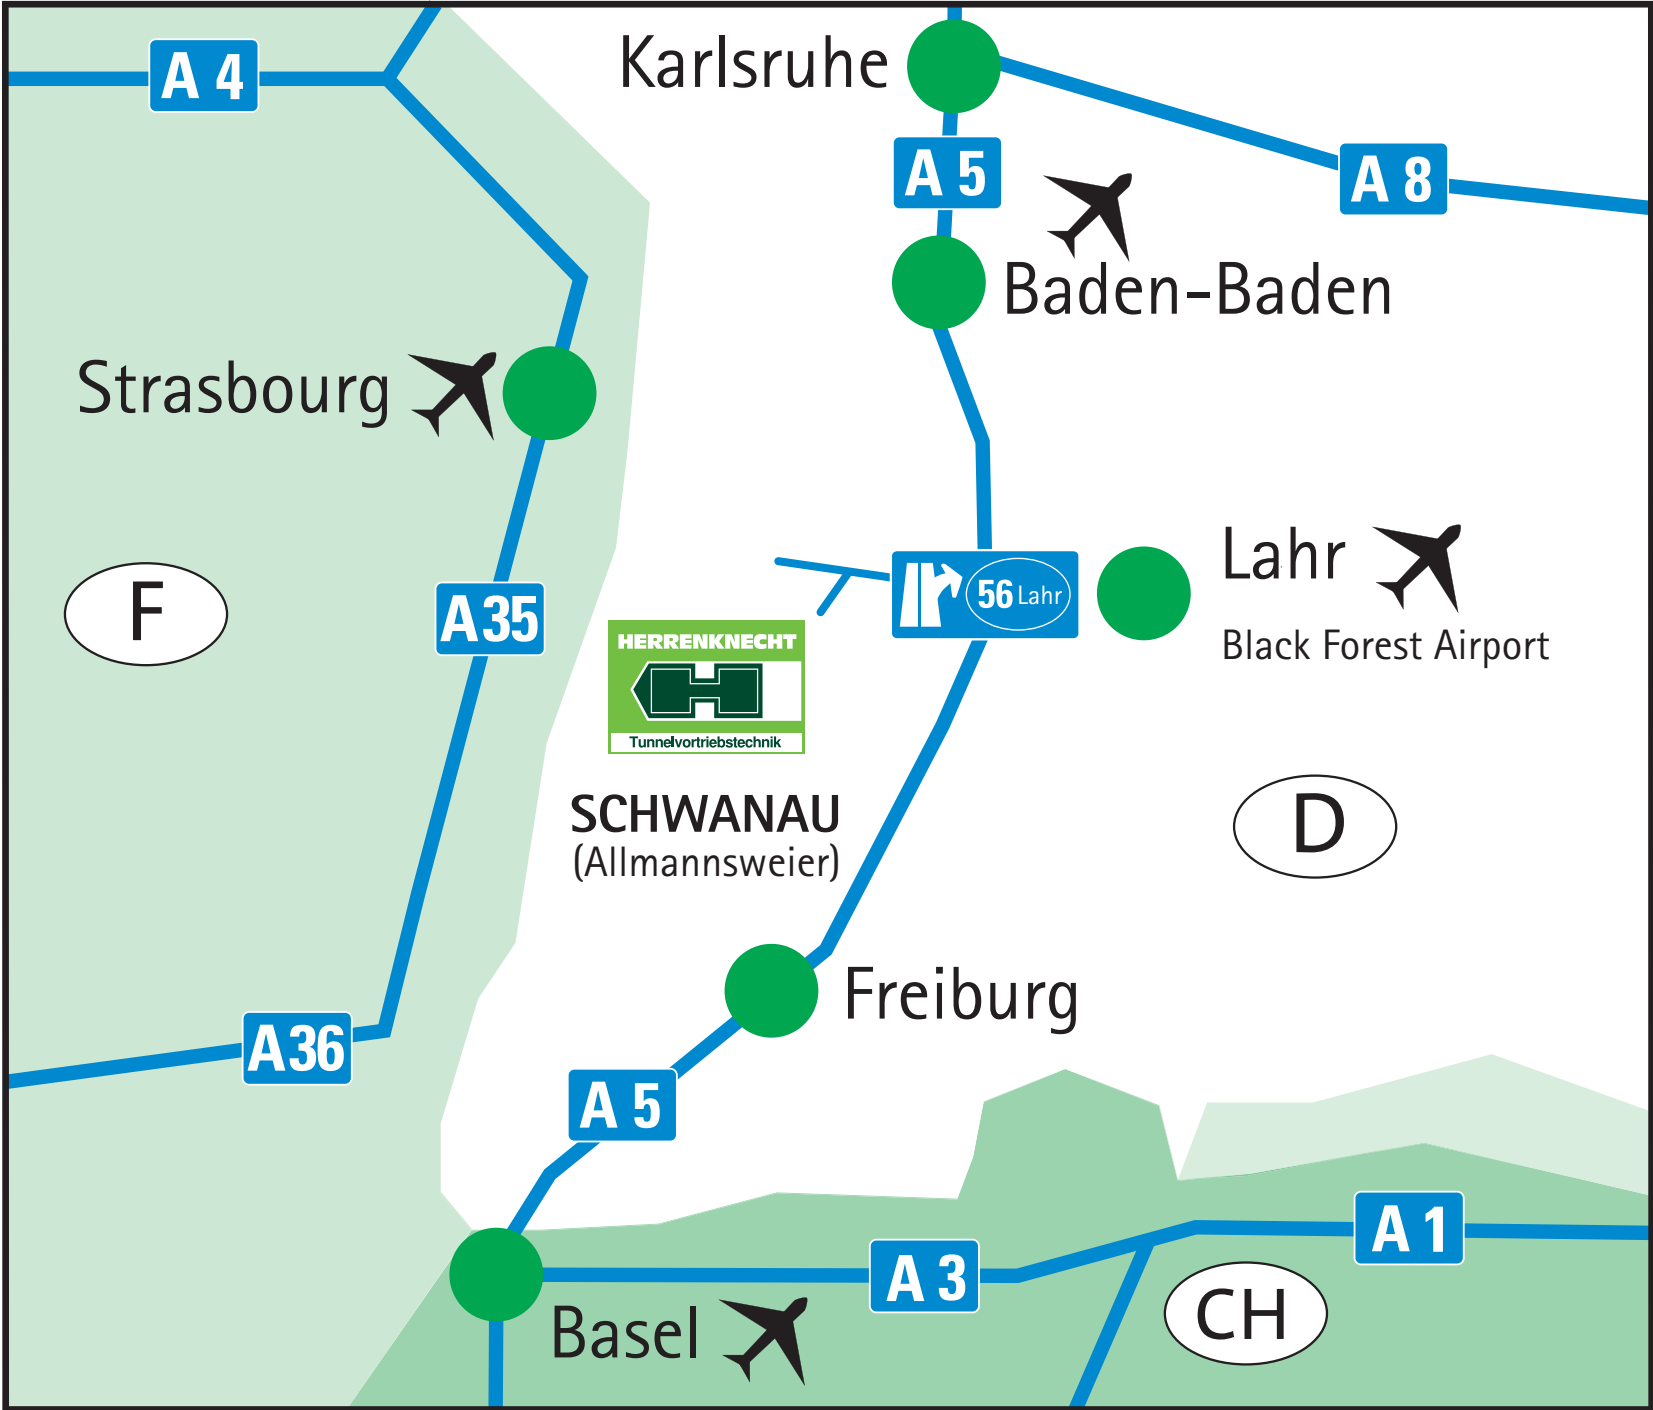 Karlsruhe
A 4
A 5
A 8
Baden-Baden
Strasbourg
Lahr
56 Lahr
F
A35
HERRENKNECHT
Black Forest Airport
Tunnelvortriebstechnik
SCHWANAU
D
(Allmannsweier)
Freiburg
A36
A 5
A 1
A 3
CH
Basel